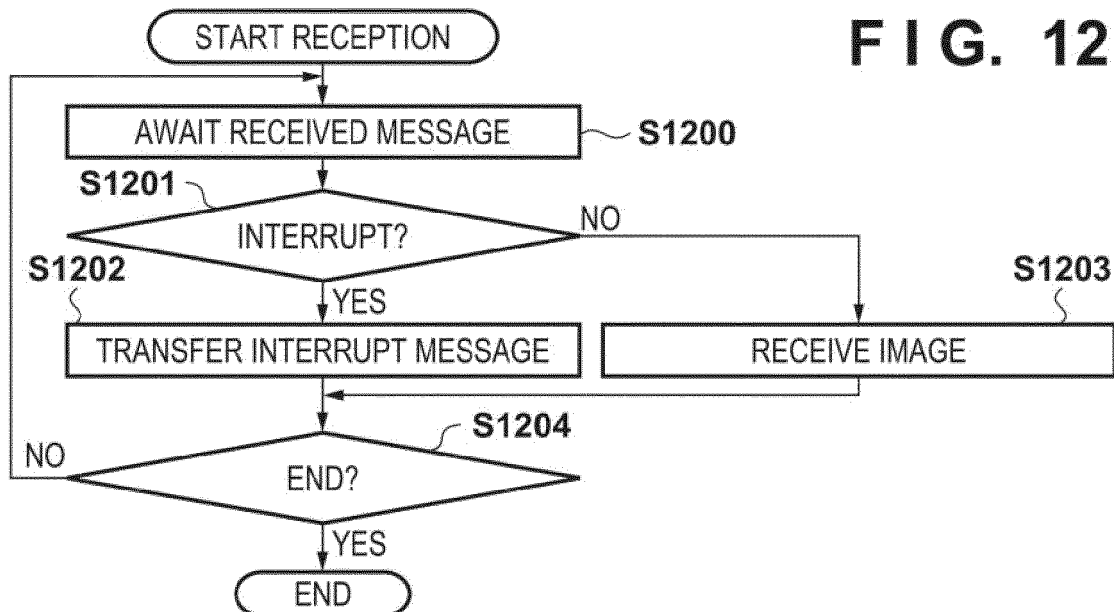 START RECEPTION
F I G. 12
AWAIT RECEIVED MESSAGE
S1200
S1201
INTERRUPT?
NO
S1202
YES
S1203
TRANSFER INTERRUPT MESSAGE
RECEIVE IMAGE
S1204
NO
END?
YES
END